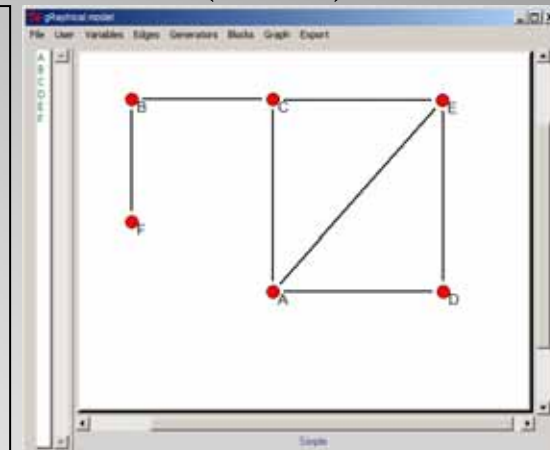 gRaphical model
File User Variables Edges Generators Blocks Graph Export
A
B
C
D
E
F
B
C
E
F
A
D
Simple